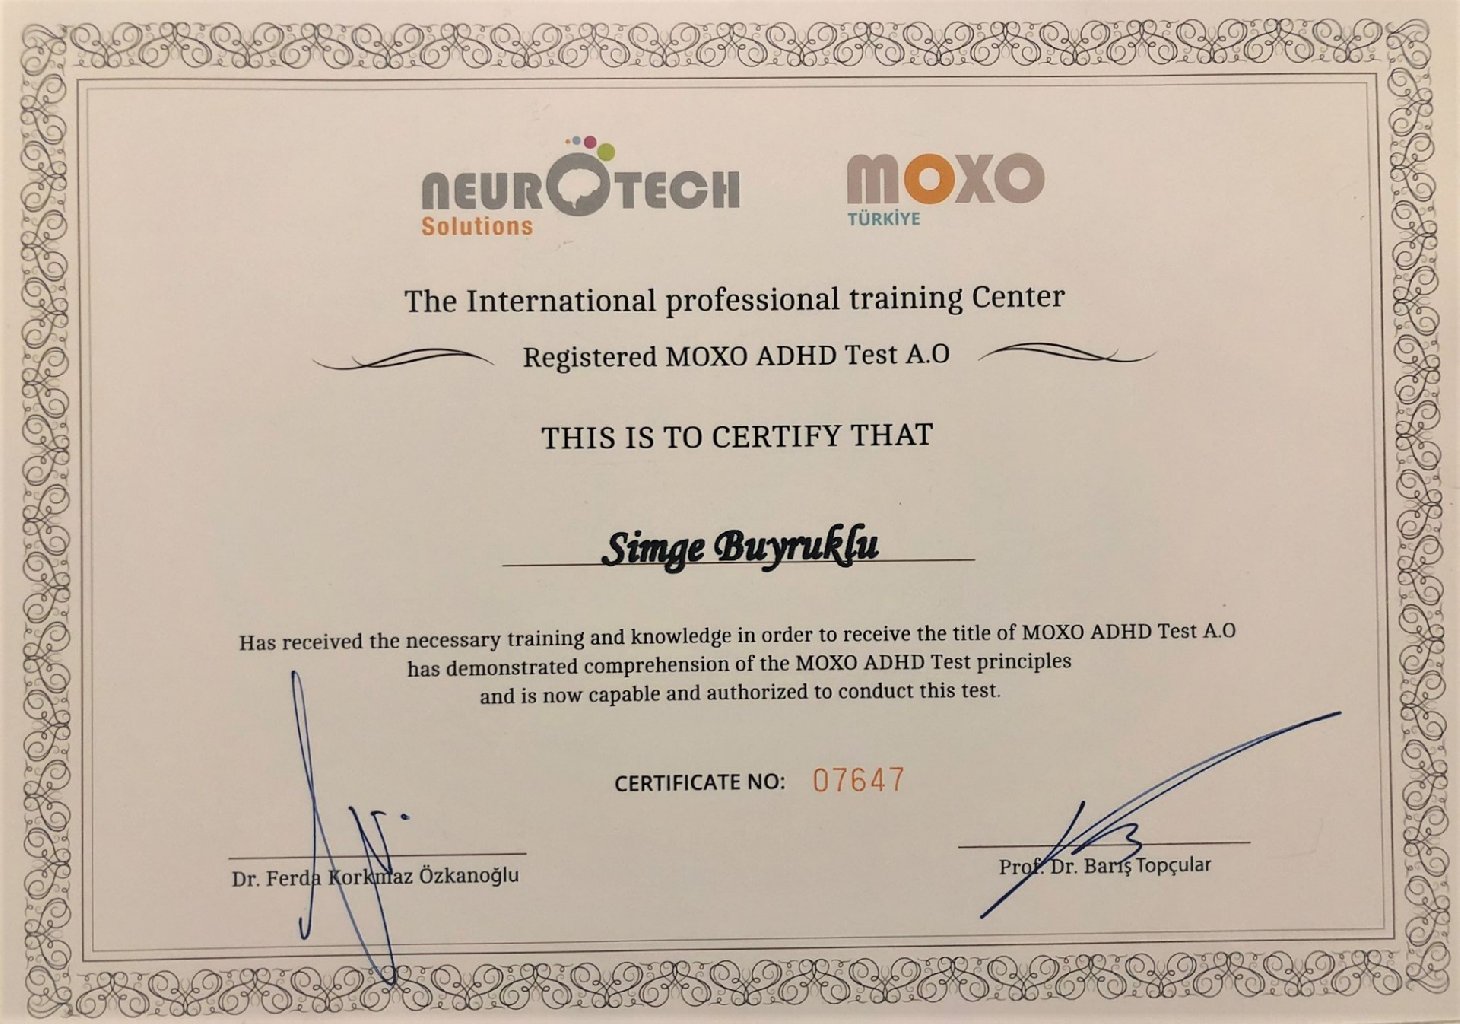 NEUROTECH
Solutions
MOXO
TÜRKİYE
The International professional training Center
Registered MOXO ADHD Test A.O
THIS IS TO CERTIFY THAT
Simge Buyruklu
Has received the necessary training and knowledge in order to receive the title of MOXO ADHD Test A.O
has demonstrated comprehension of the MOXO ADHD Test principles
and is now capable and authorized to conduct this test.
CERTIFICATE NO: 07647
Dr. Ferda Korkmaz Özkanoğlu
Prof. Dr. Barış Topçular